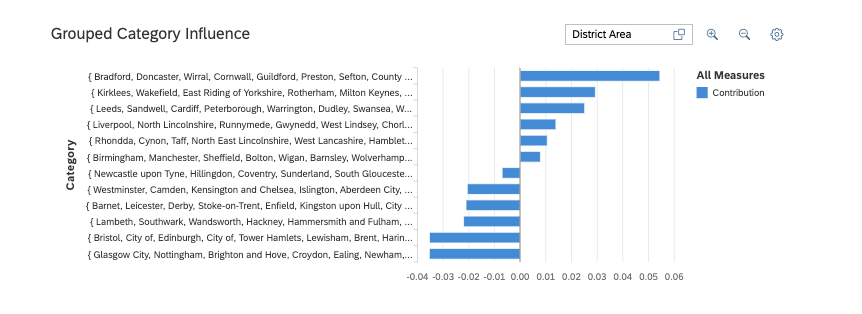 Grouped Category Influence
District Area
{ Bradford, Doncaster, Wirral, Cornwall, Guildford, Preston, Sefton, County ...
{ Kirklees, Wakefield, East Riding of Yorkshire, Rotherham, Milton Keynes, ...
{ Leeds, Sandwell, Cardiff, Peterborough, Warrington, Dudley, Swansea, W...
{ Liverpool, North Lincolnshire, Runnymede, Gwynedd, West Lindsey, Chorl...
{ Rhondda, Cynon, Taff, North East Lincolnshire, West Lancashire, Hamblet...
{ Birmingham, Manchester, Sheffield, Bolton, Wigan, Barnsley, Wolverhamp...
{ Newcastle upon Tyne, Hillingdon, Coventry, Sunderland, South Glouceste...
{ Westminster, Camden, Kensington and Chelsea, Islington, Aberdeen City, ...
{ Barnet, Leicester, Derby, Stoke-on-Trent, Enfield, Kingston upon Hull, City ...
{ Lambeth, Southwark, Wandsworth, Hackney, Hammersmith and Fulham, ...
{ Bristol, City of, Edinburgh, City of, Tower Hamlets, Lewisham, Brent, Harin...
{ Glasgow City, Nottingham, Brighton and Hove, Croydon, Ealing, Newham,...
Category
-0.04 -0.03 -0.02 -0.01 0.00 0.01 0.02 0.03 0.04 0.05 0.06
All Measures
Contribution